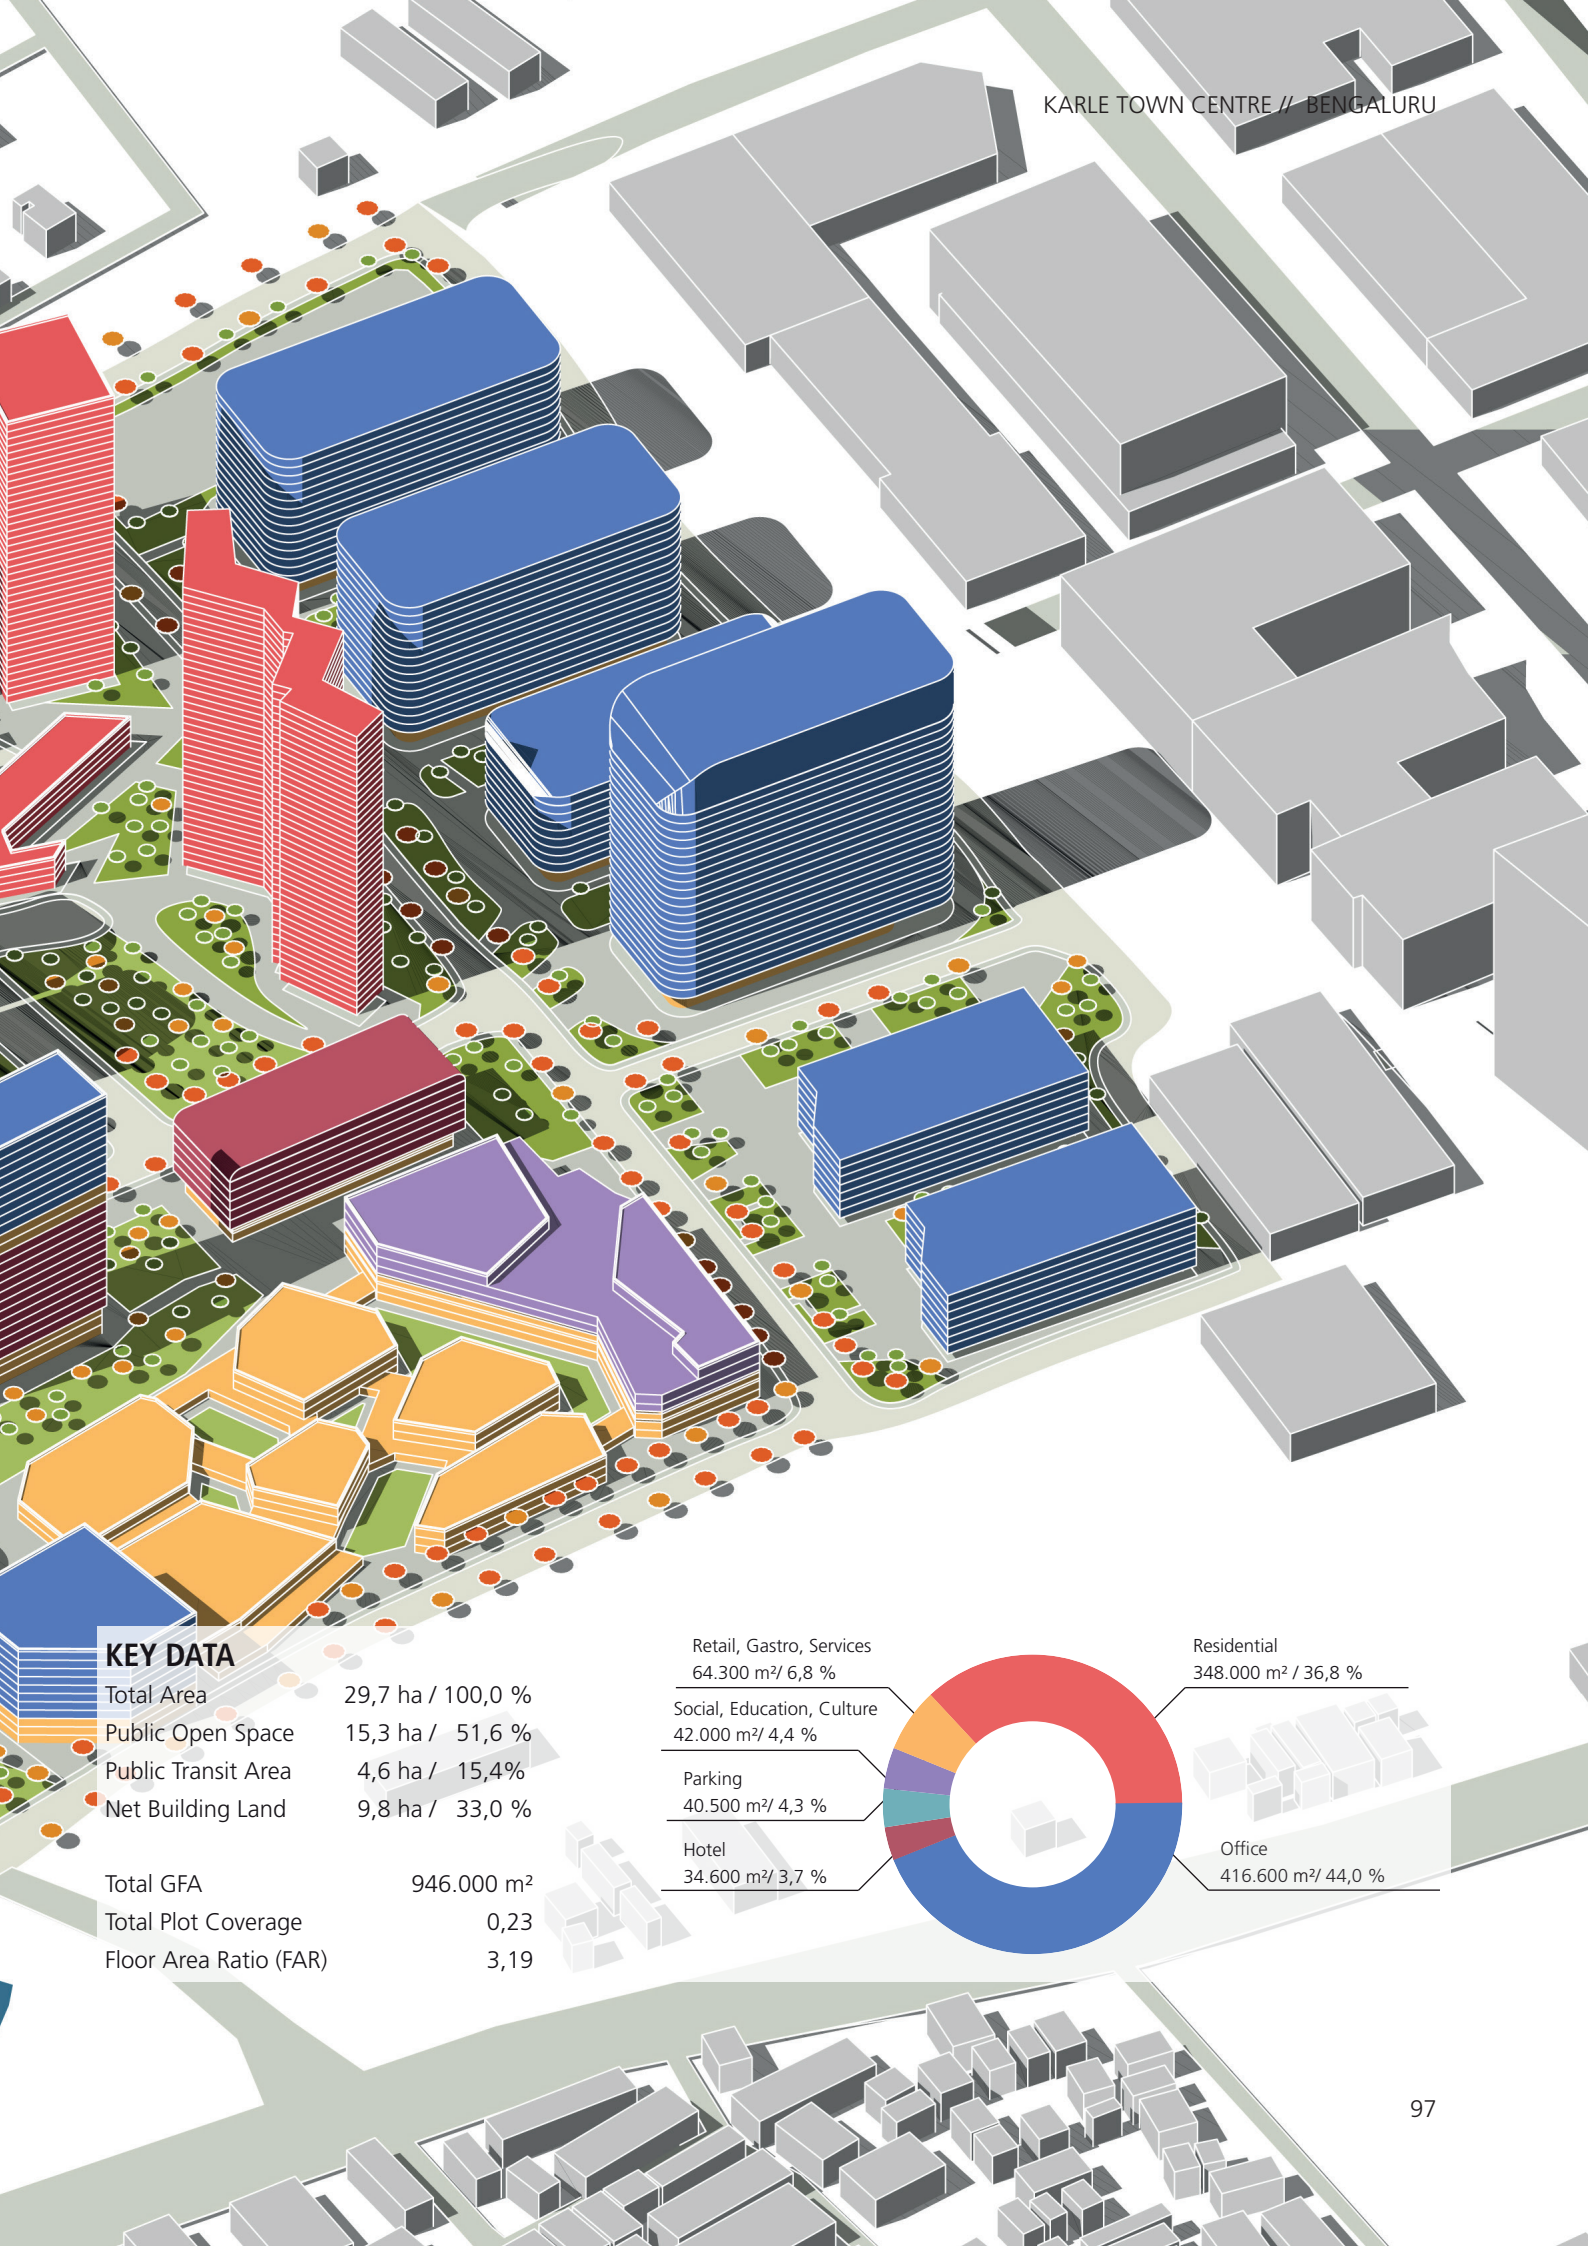 KARLE TOWN CENTRE // BENGALURU
KEY DATA
Total Area 29,7 ha / 100,0 %
Public Open Space 15,3 ha / 51,6 %
Public Transit Area 4,6 ha / 15,4%
Net Building Land 9,8 ha / 33,0 %
Total GFA 946.000 m²
Total Plot Coverage 0,23
Floor Area Ratio (FAR) 3,19
Retail, Gastro, Services
64.300 m²/ 6,8 %
Social, Education, Culture
42.000 m²/ 4,4 %
Parking
40.500 m²/ 4,3 %
Hotel
34.600 m²/ 3,7 %
Residential
348.000 m² / 36,8 %
Office
416.600 m²/ 44,0 %
97